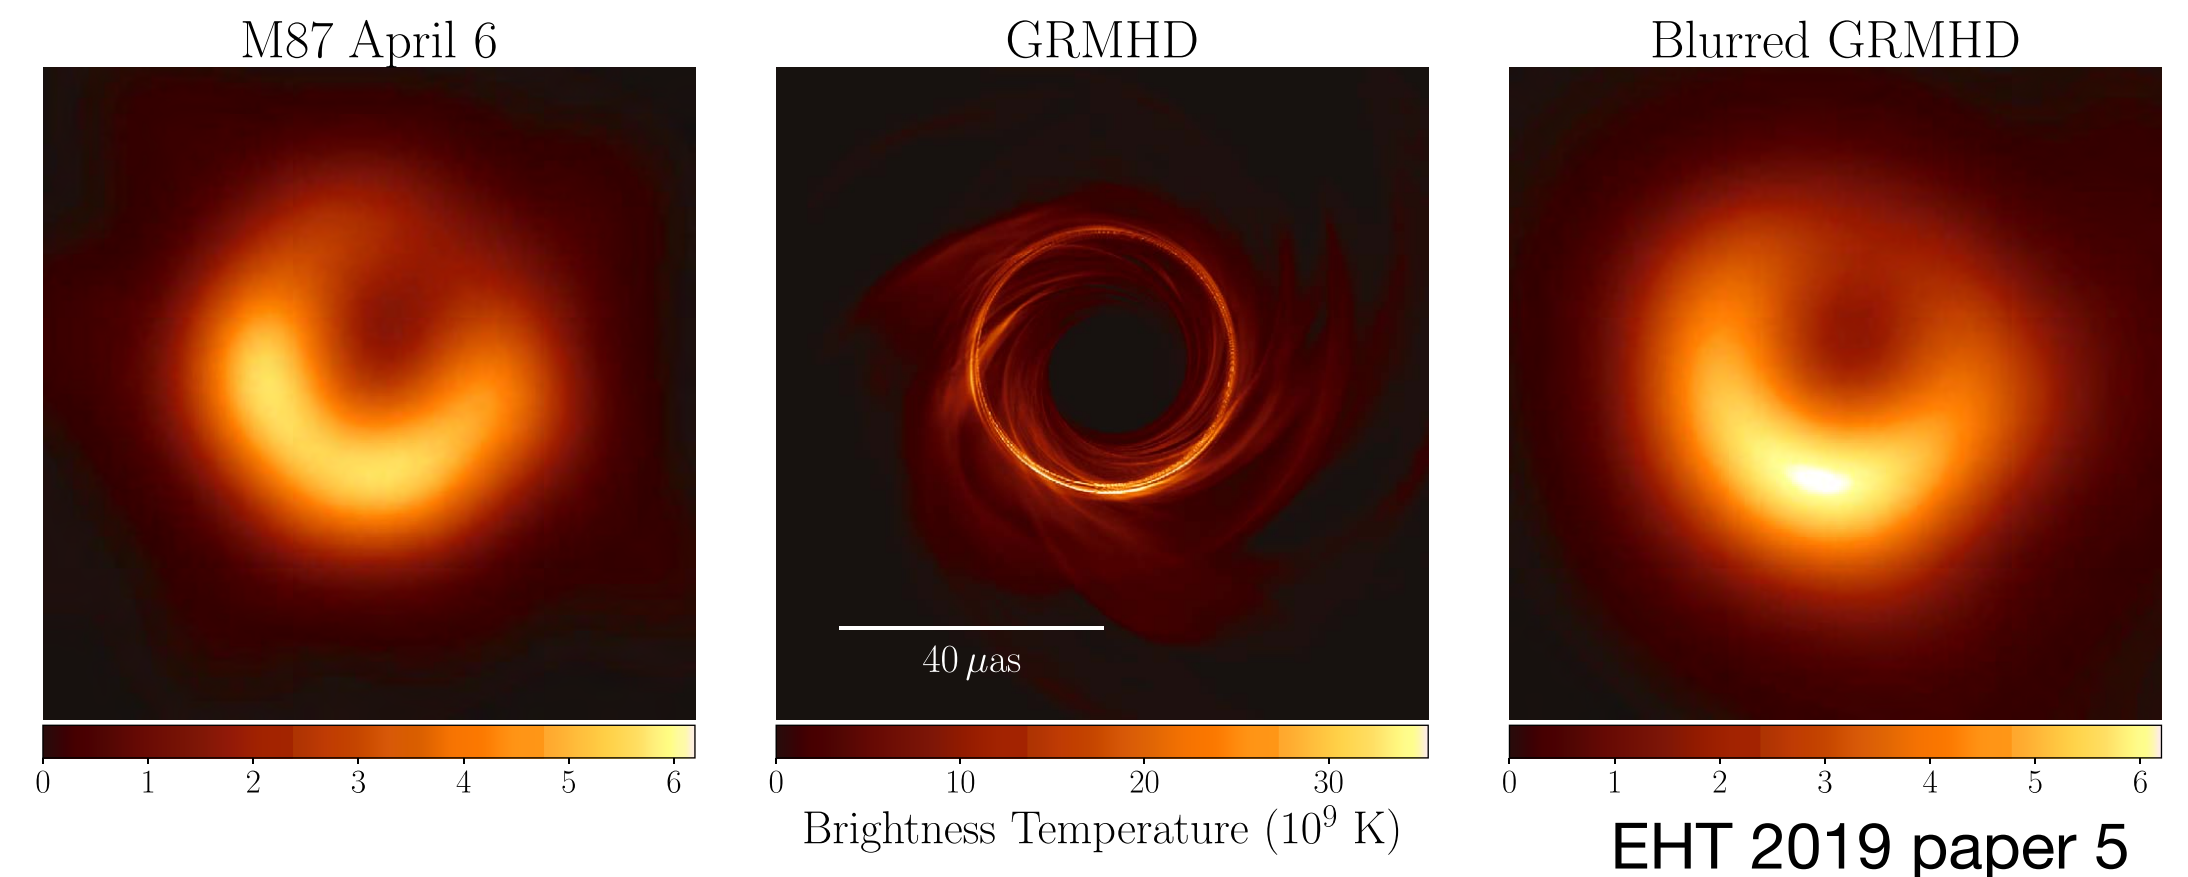 M87 April 6
GRMHD
Blurred GRMHD
40 μas
0 1 2 3 4 5 6
0 10 20 30
0 1 2 3 4 5 6
Brightness Temperature (10⁹ K)
EHT 2019 paper 5